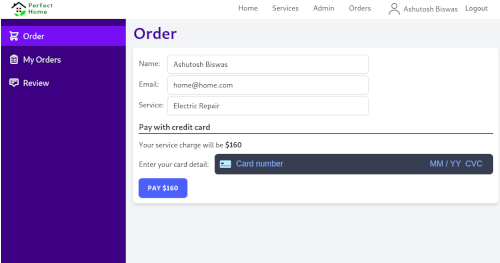 Perfect Home
Home Services Admin Orders Ashutosh Biswas Logout
Order
My Orders
Review
Order
Name: Ashutosh Biswas
Email: home@home.com
Service: Electric Repair
Pay with credit card
Your service charge will be $160
Enter your card detail: Card number MM / YY CVC
PAY $160